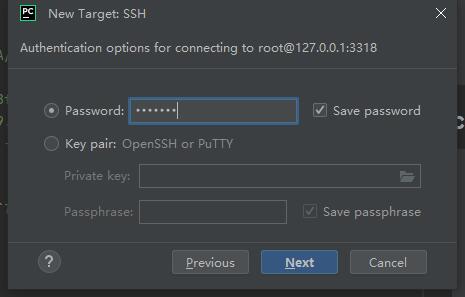 PC New Target: SSH
Authentication options for connecting to root@127.0.0.1:3318
Password: ••••••• Save password
Key pair: OpenSSH or PuTTY
Private key:
Passphrase: Save passphrase
? Previous Next Cancel